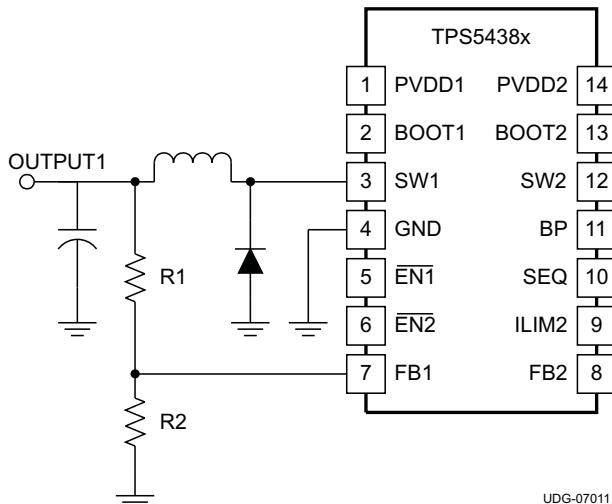 TPS5438x
1 PVDD1 PVDD2 14
2 BOOT1 BOOT2 13
OUTPUT1
3 SW1 SW2 12
4 GND BP 11
5 EN1 SEQ 10
R1
6 EN2 ILIM2 9
7 FB1 FB2 8
R2
UDG-07011